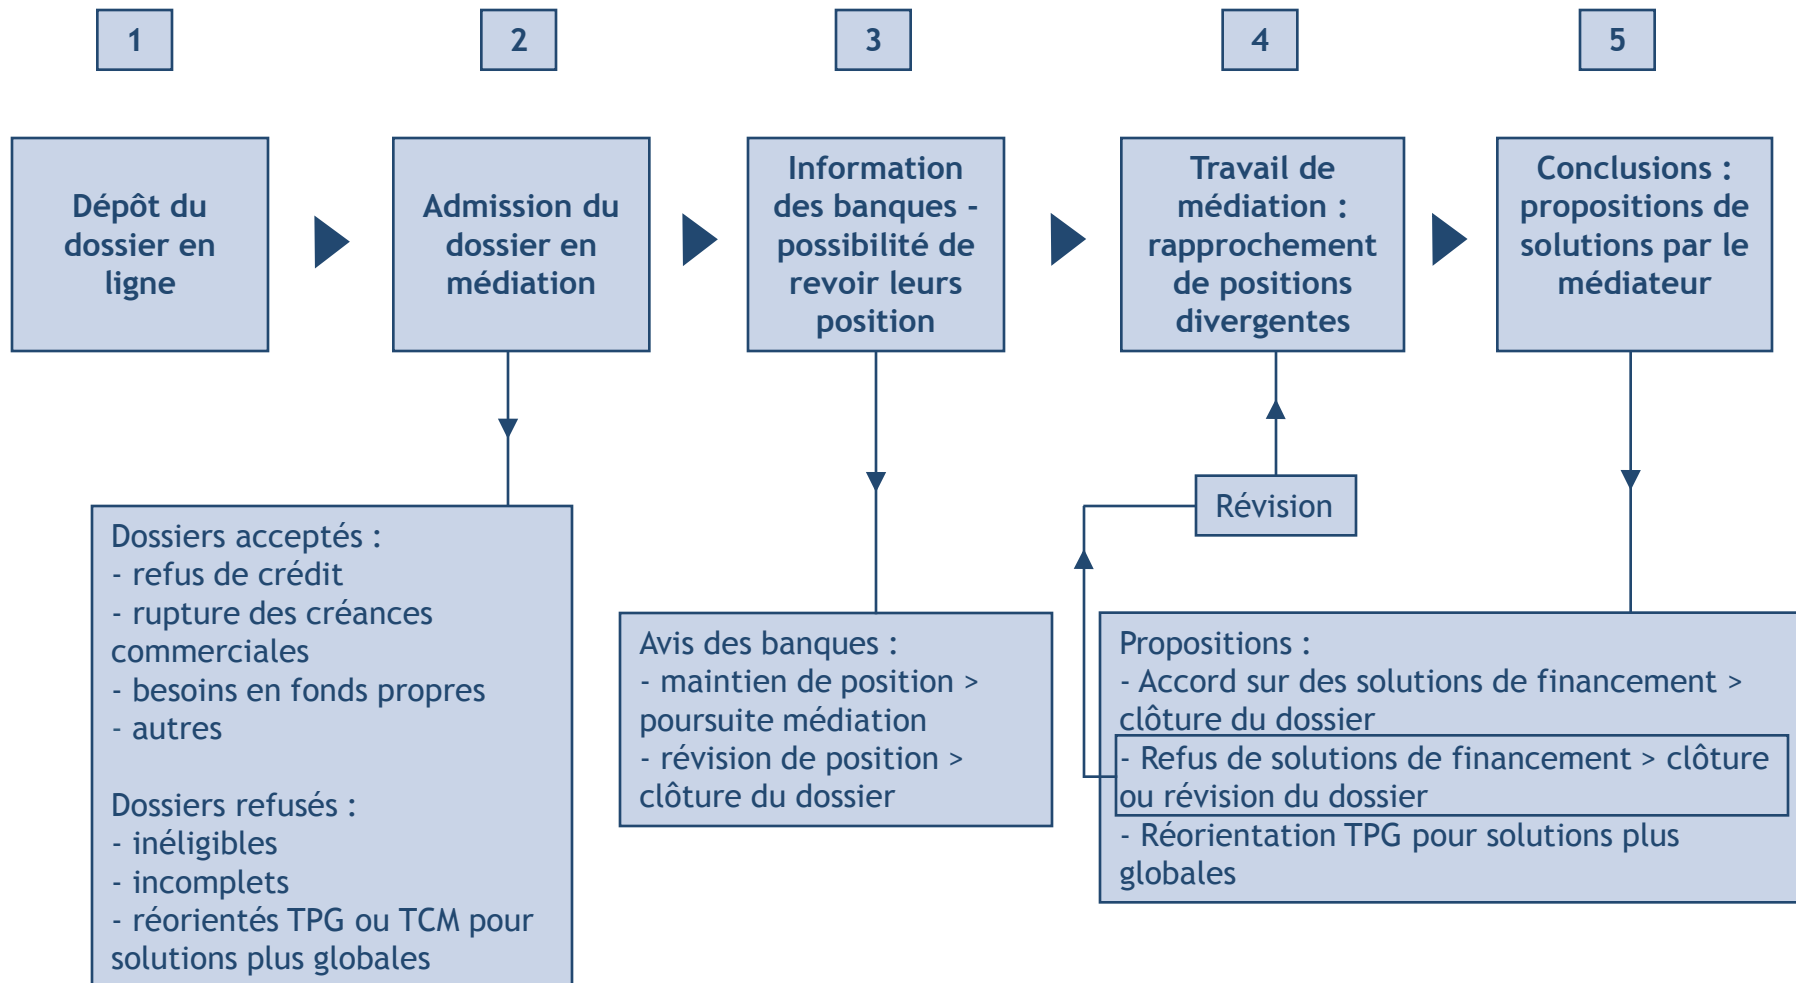 1
2
3
4
5
Dépôt du
dossier en
ligne
Admission du
dossier en
médiation
Information
des banques -
possibilité de
revoir leurs
position
Travail de
médiation :
rapprochement
de positions
divergentes
Conclusions :
propositions de
solutions par le
médiateur
Dossiers acceptés :
- refus de crédit
- rupture des créances
commerciales
- besoins en fonds propres
- autres
Dossiers refusés :
- inéligibles
- incomplets
- réorientés TPG ou TCM pour
solutions plus globales
Avis des banques :
- maintien de position >
poursuite médiation
- révision de position >
clôture du dossier
Révision
Propositions :
- Accord sur des solutions de financement >
clôture du dossier
- Refus de solutions de financement > clôture
ou révision du dossier
- Réorientation TPG pour solutions plus
globales